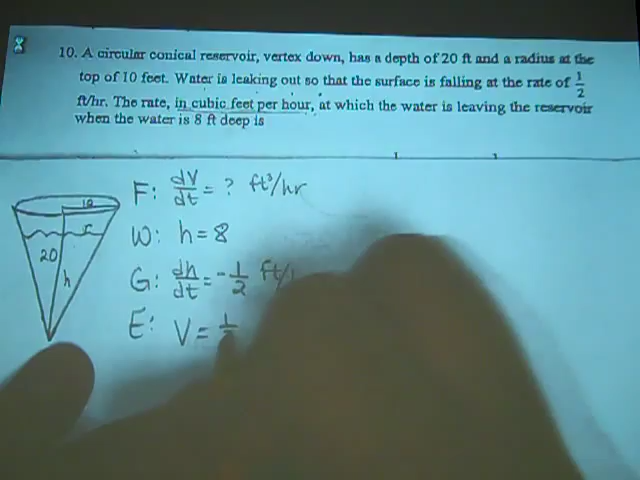 10. A circular conical reservoir, vertex down, has a depth of 20 ft and a radius at the
top of 10 feet. Water is leaking out so that the surface is falling at the rate of 1/2
ft/hr. The rate, in cubic feet per hour, at which the water is leaving the reservoir
when the water is 8 ft deep is
F: dV/dt = ? ft³/hr
W: h = 8
G: dh/dt = -1/2 ft/
E: V = 1
10
r
20
h